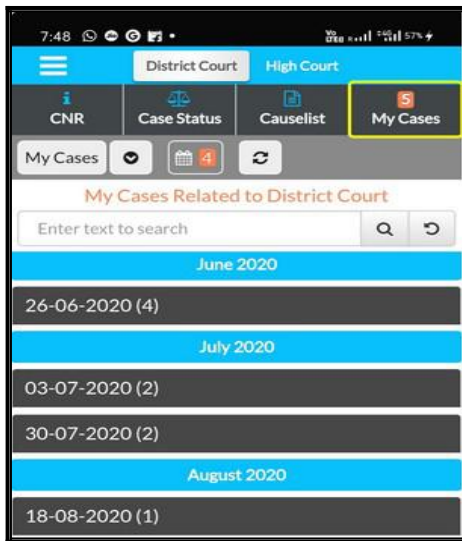 7:48
57%
District Court High Court
i 5
CNR Case Status Causelist My Cases
My Cases 4
My Cases Related to District Court
Enter text to search
June 2020
26-06-2020 (4)
July 2020
03-07-2020 (2)
30-07-2020 (2)
August 2020
18-08-2020 (1)